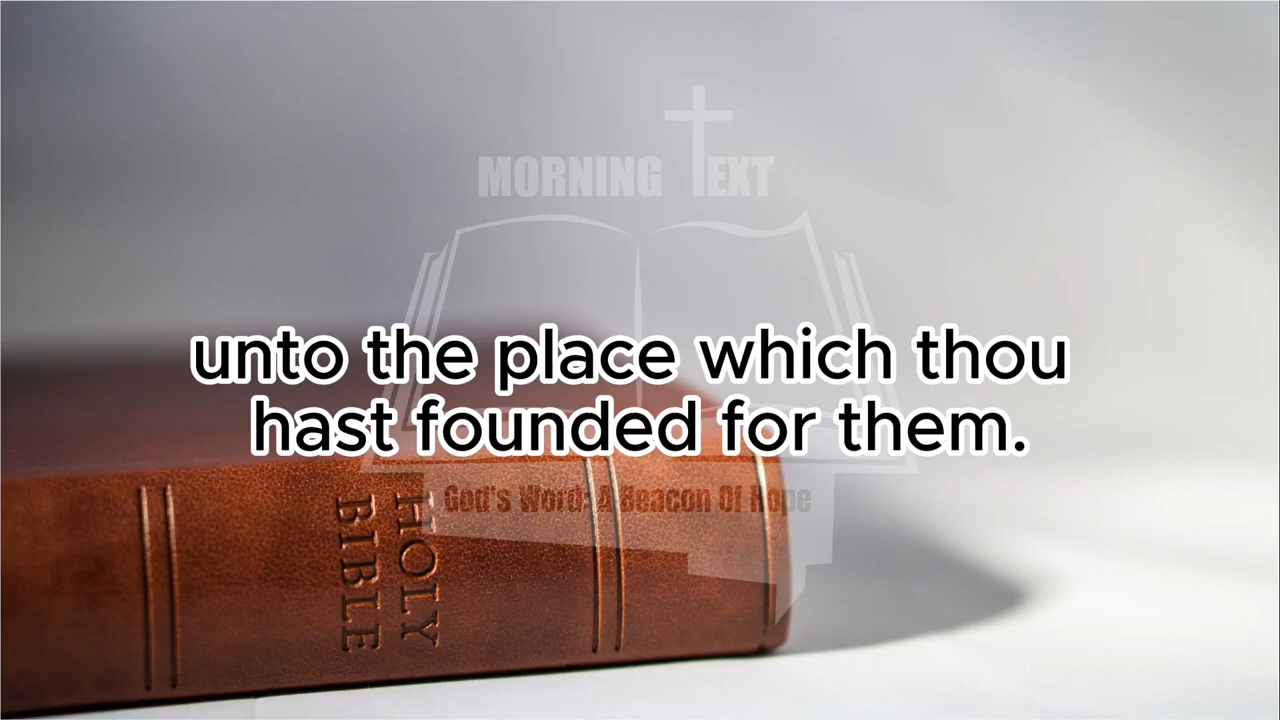 MORNING TEXT
unto the place which thou
hast founded for them.
God's Word: A Beacon Of Hope
HOLY
BIBLE